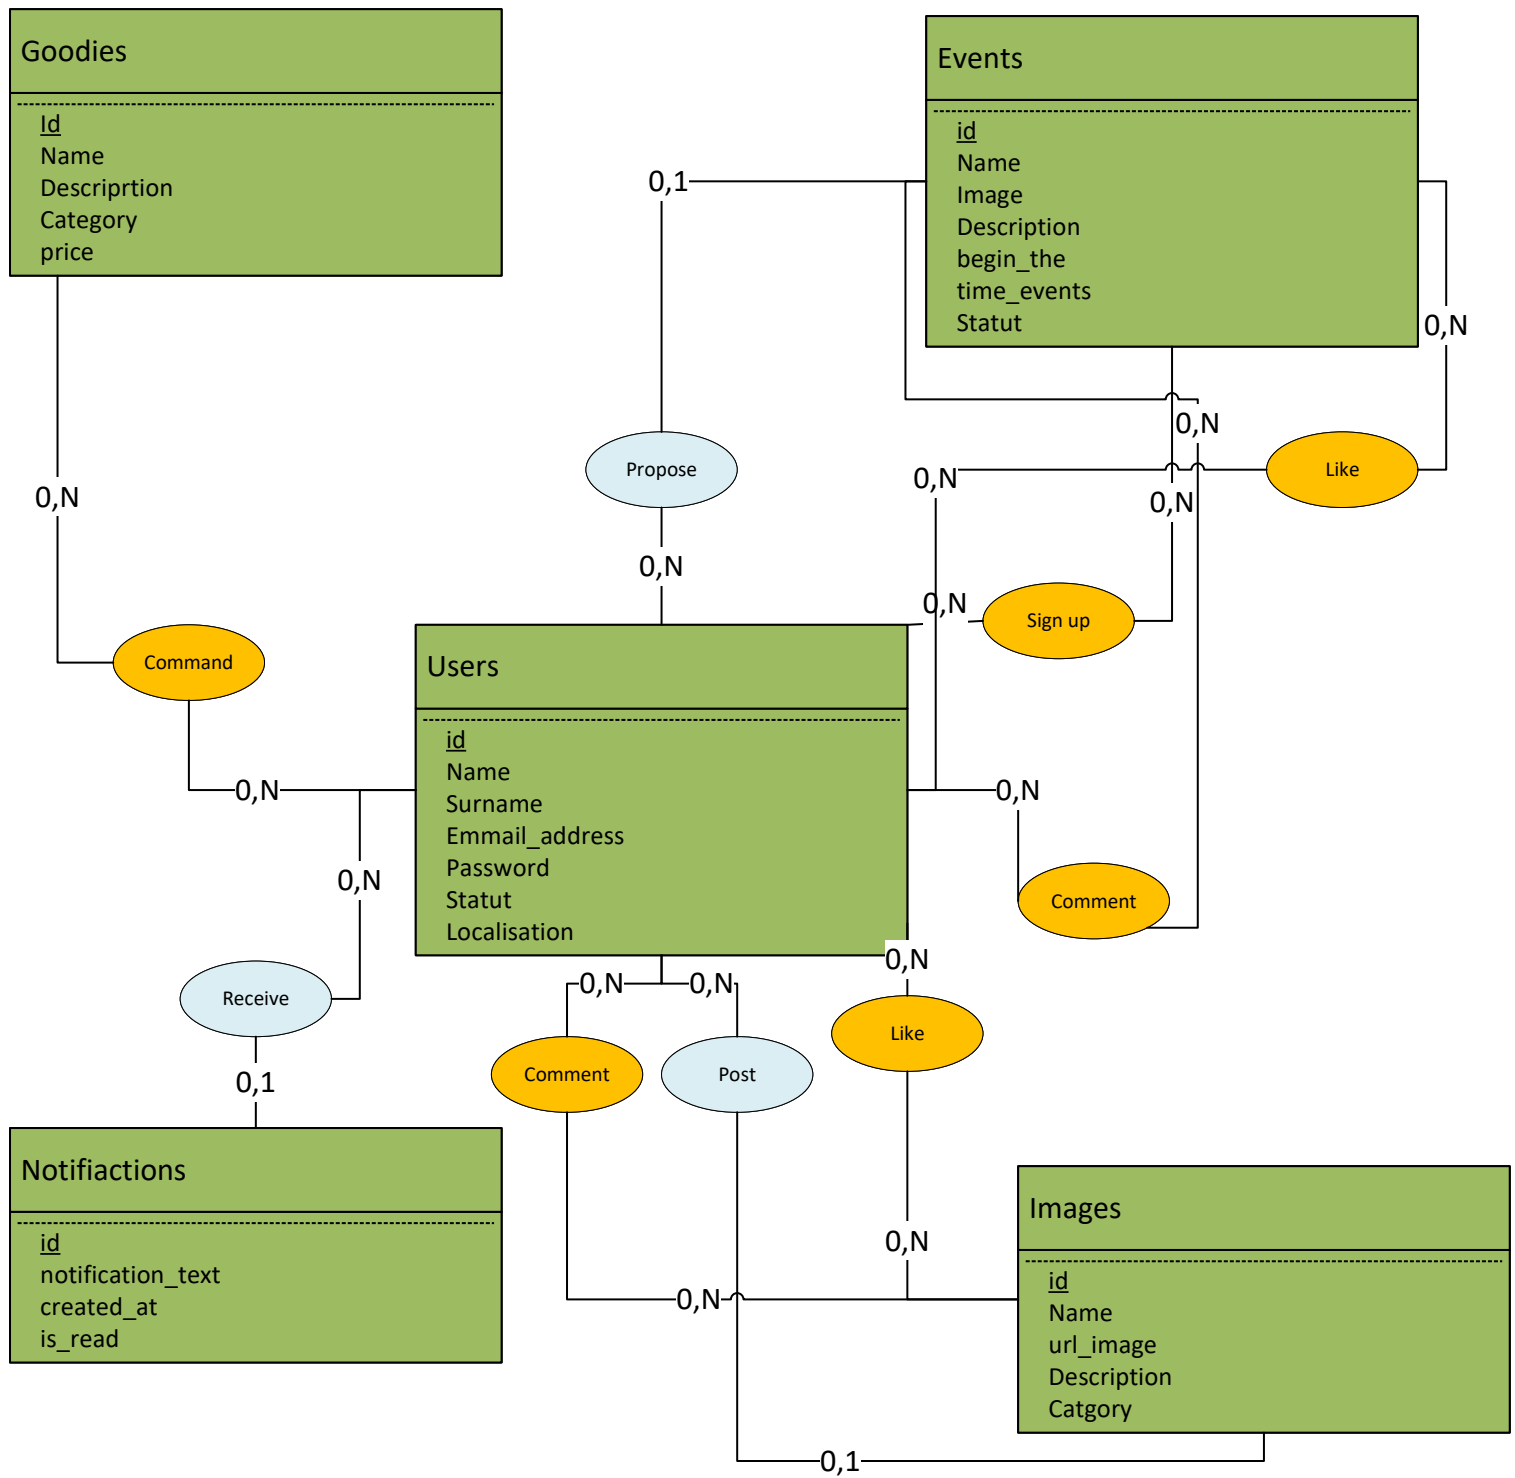 Goodies
Id
Name
Descriprtion
Category
price
Events
id
Name
Image
Description
begin_the
time_events
Statut
0,1
0,N
0,N
Propose
0,N
Like
0,N
0,N
0,N
0,N
Sign up
Command
Users
id
Name
Surname
Emmail_address
Password
Statut
Localisation
0,N
0,N
0,N
Comment
0,N
Receive
0,N
0,N
Like
Comment
Post
0,1
Notifiactions
id
notification_text
created_at
is_read
0,N
0,N
Images
id
Name
url_image
Description
Catgory
0,1